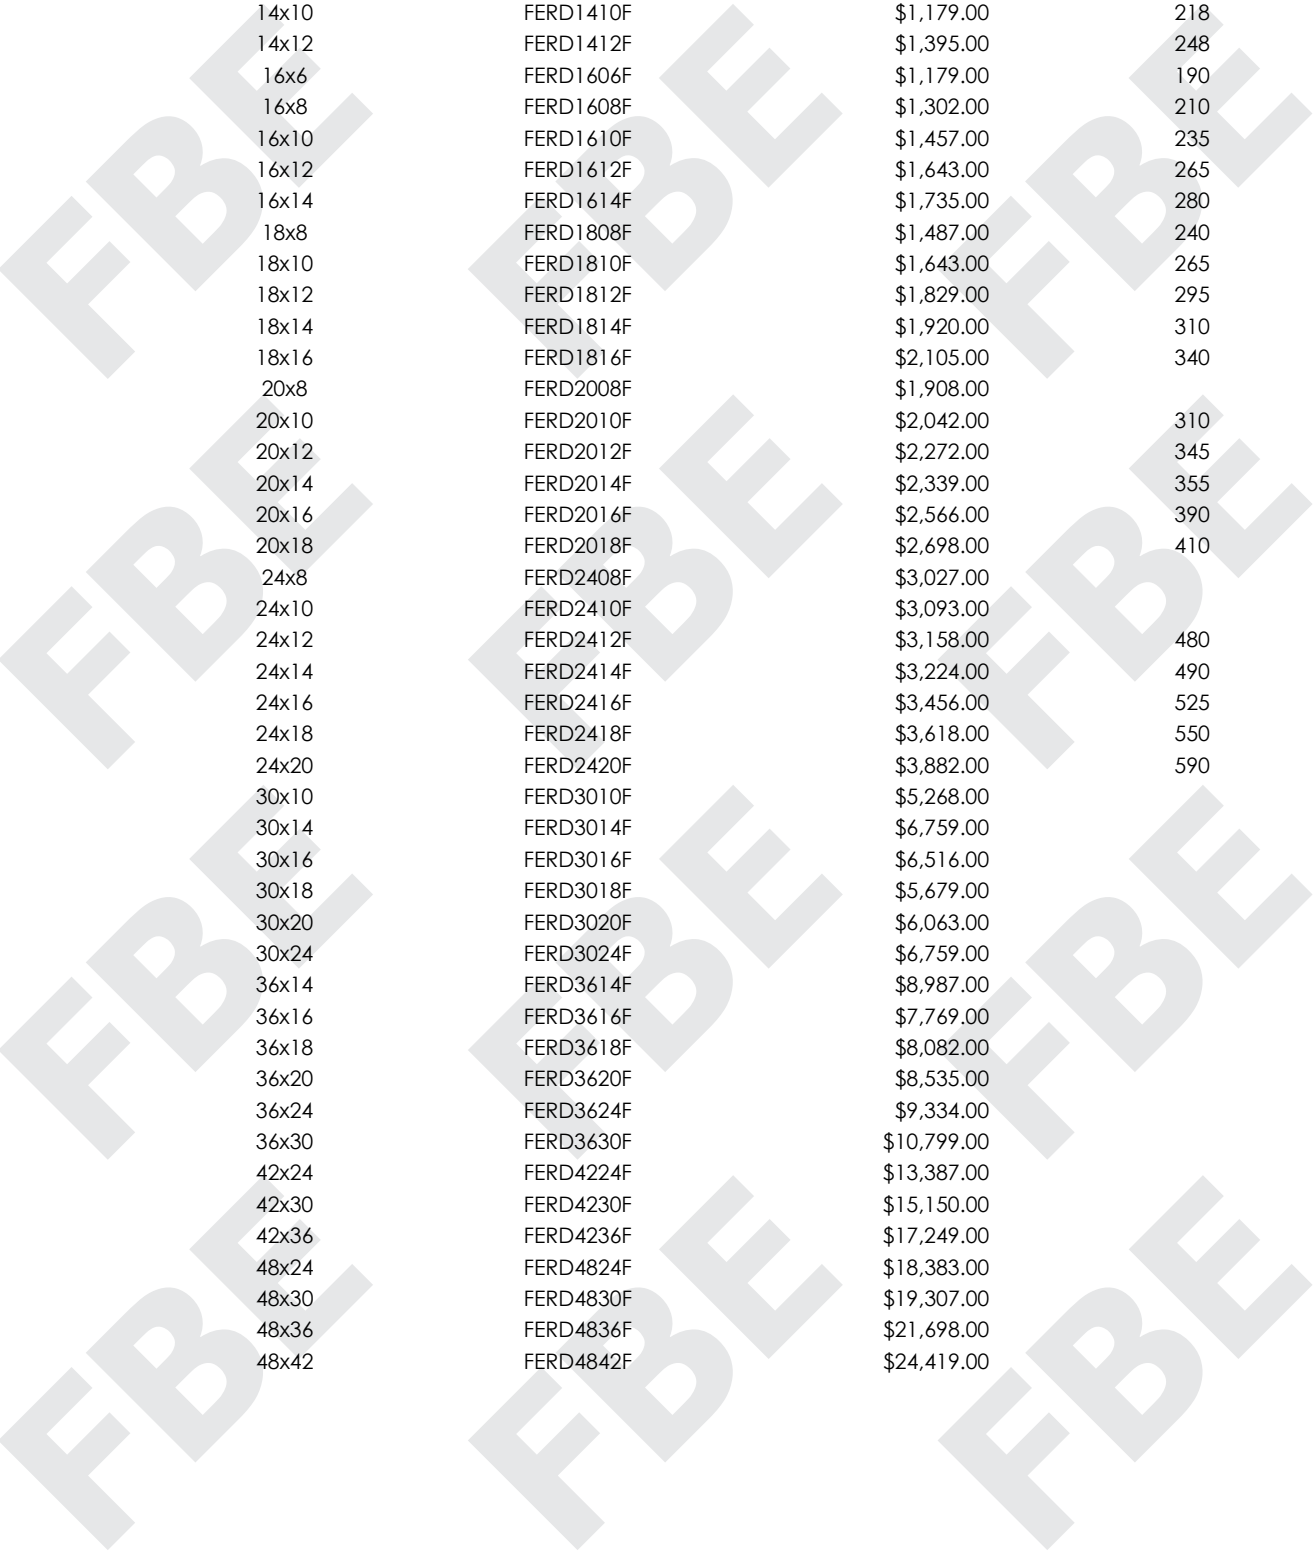 14x10 FERD1410F $1,179.00 218
14x12 FERD1412F $1,395.00 248
16x6 FERD1606F $1,179.00 190
16x8 FERD1608F $1,302.00 210
16x10 FERD1610F $1,457.00 235
16x12 FERD1612F $1,643.00 265
16x14 FERD1614F $1,735.00 280
18x8 FERD1808F $1,487.00 240
18x10 FERD1810F $1,643.00 265
18x12 FERD1812F $1,829.00 295
18x14 FERD1814F $1,920.00 310
18x16 FERD1816F $2,105.00 340
20x8 FERD2008F $1,908.00
20x10 FERD2010F $2,042.00 310
20x12 FERD2012F $2,272.00 345
20x14 FERD2014F $2,339.00 355
20x16 FERD2016F $2,566.00 390
20x18 FERD2018F $2,698.00 410
24x8 FERD2408F $3,027.00
24x10 FERD2410F $3,093.00
24x12 FERD2412F $3,158.00 480
24x14 FERD2414F $3,224.00 490
24x16 FERD2416F $3,456.00 525
24x18 FERD2418F $3,618.00 550
24x20 FERD2420F $3,882.00 590
30x10 FERD3010F $5,268.00
30x14 FERD3014F $6,759.00
30x16 FERD3016F $6,516.00
30x18 FERD3018F $5,679.00
30x20 FERD3020F $6,063.00
30x24 FERD3024F $6,759.00
36x14 FERD3614F $8,987.00
36x16 FERD3616F $7,769.00
36x18 FERD3618F $8,082.00
36x20 FERD3620F $8,535.00
36x24 FERD3624F $9,334.00
36x30 FERD3630F $10,799.00
42x24 FERD4224F $13,387.00
42x30 FERD4230F $15,150.00
42x36 FERD4236F $17,249.00
48x24 FERD4824F $18,383.00
48x30 FERD4830F $19,307.00
48x36 FERD4836F $21,698.00
48x42 FERD4842F $24,419.00
FBE FBE FBE
FBE FBE FBE
FBE FBE FBE
FBE FBE FBE